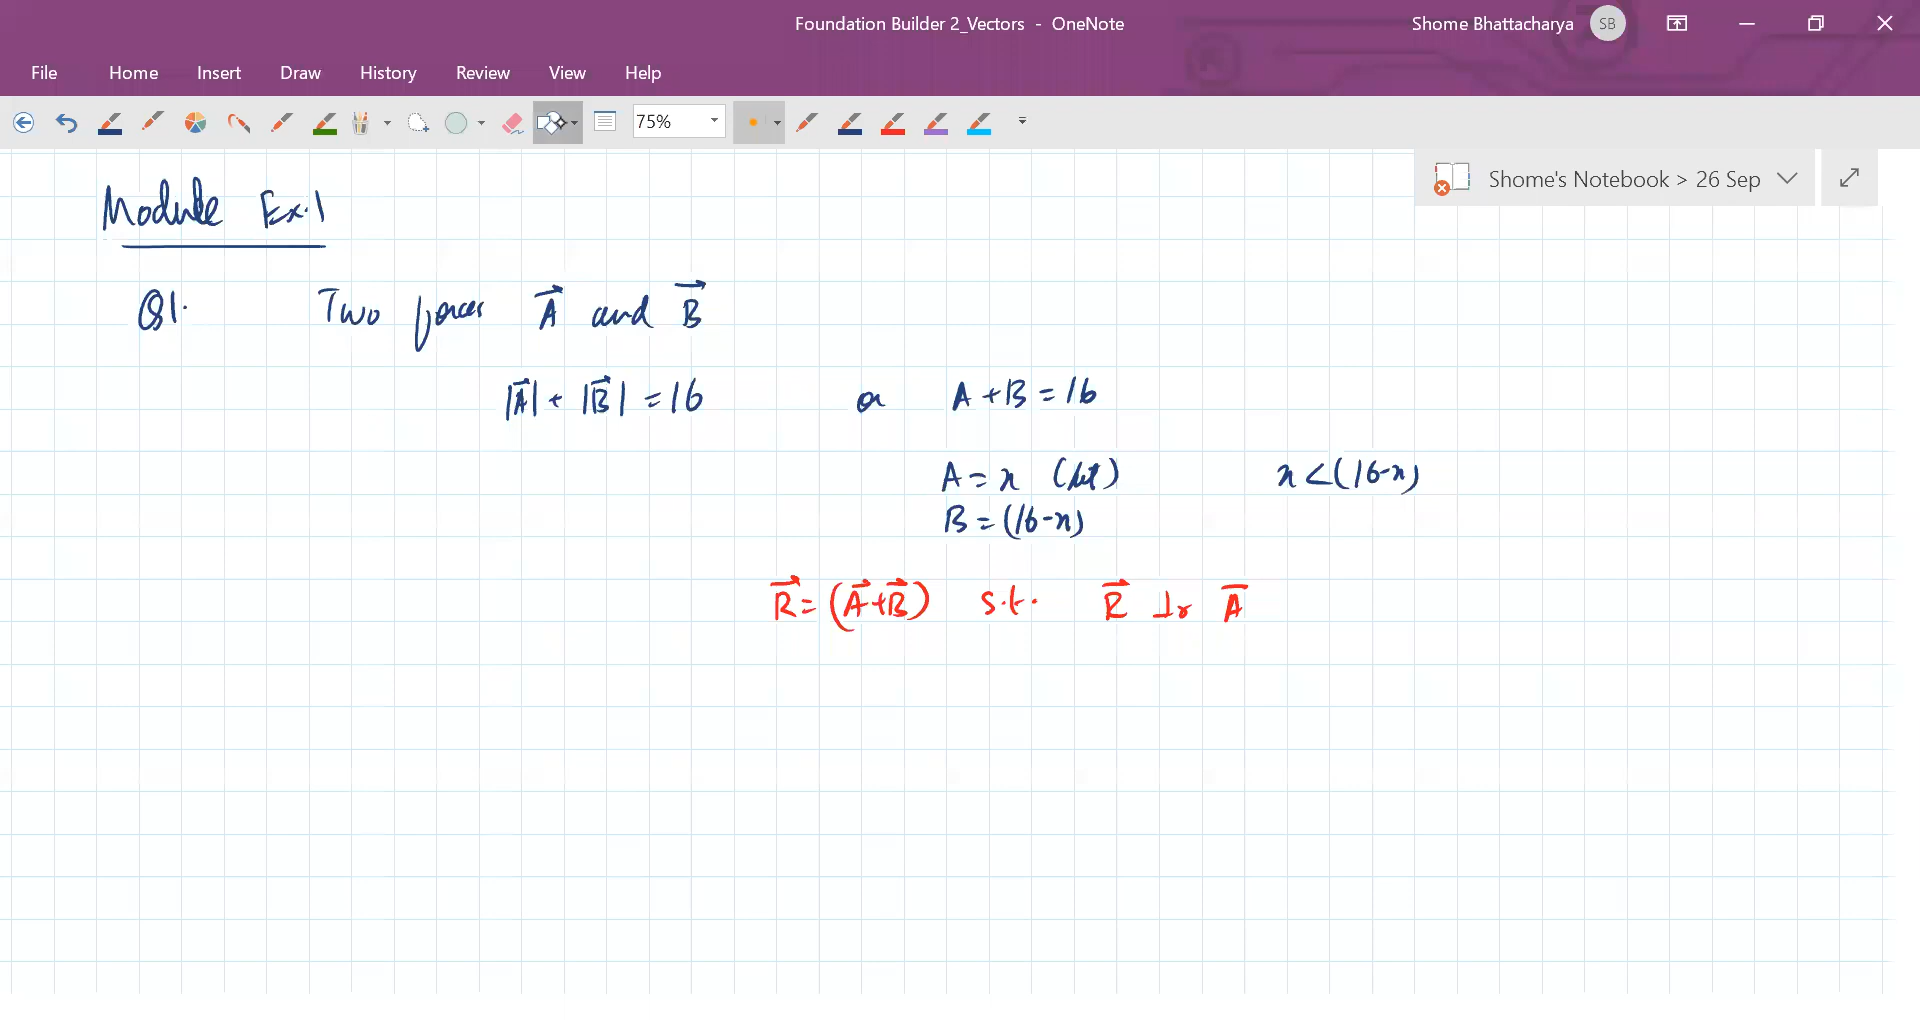 Foundation Builder 2_Vectors - OneNote
Shome Bhattacharya SB
File Home Insert Draw History Review View Help
75%
Shome's Notebook > 26 Sep
Module Ex.1
Q1. Two forces A⃗ and B⃗
|A⃗| + |B⃗| = 16 or A + B = 16
A = x (let) x < (16-x)
B = (16-x)
R⃗ = (A⃗+B⃗) s.t. R⃗ ⊥r A⃗